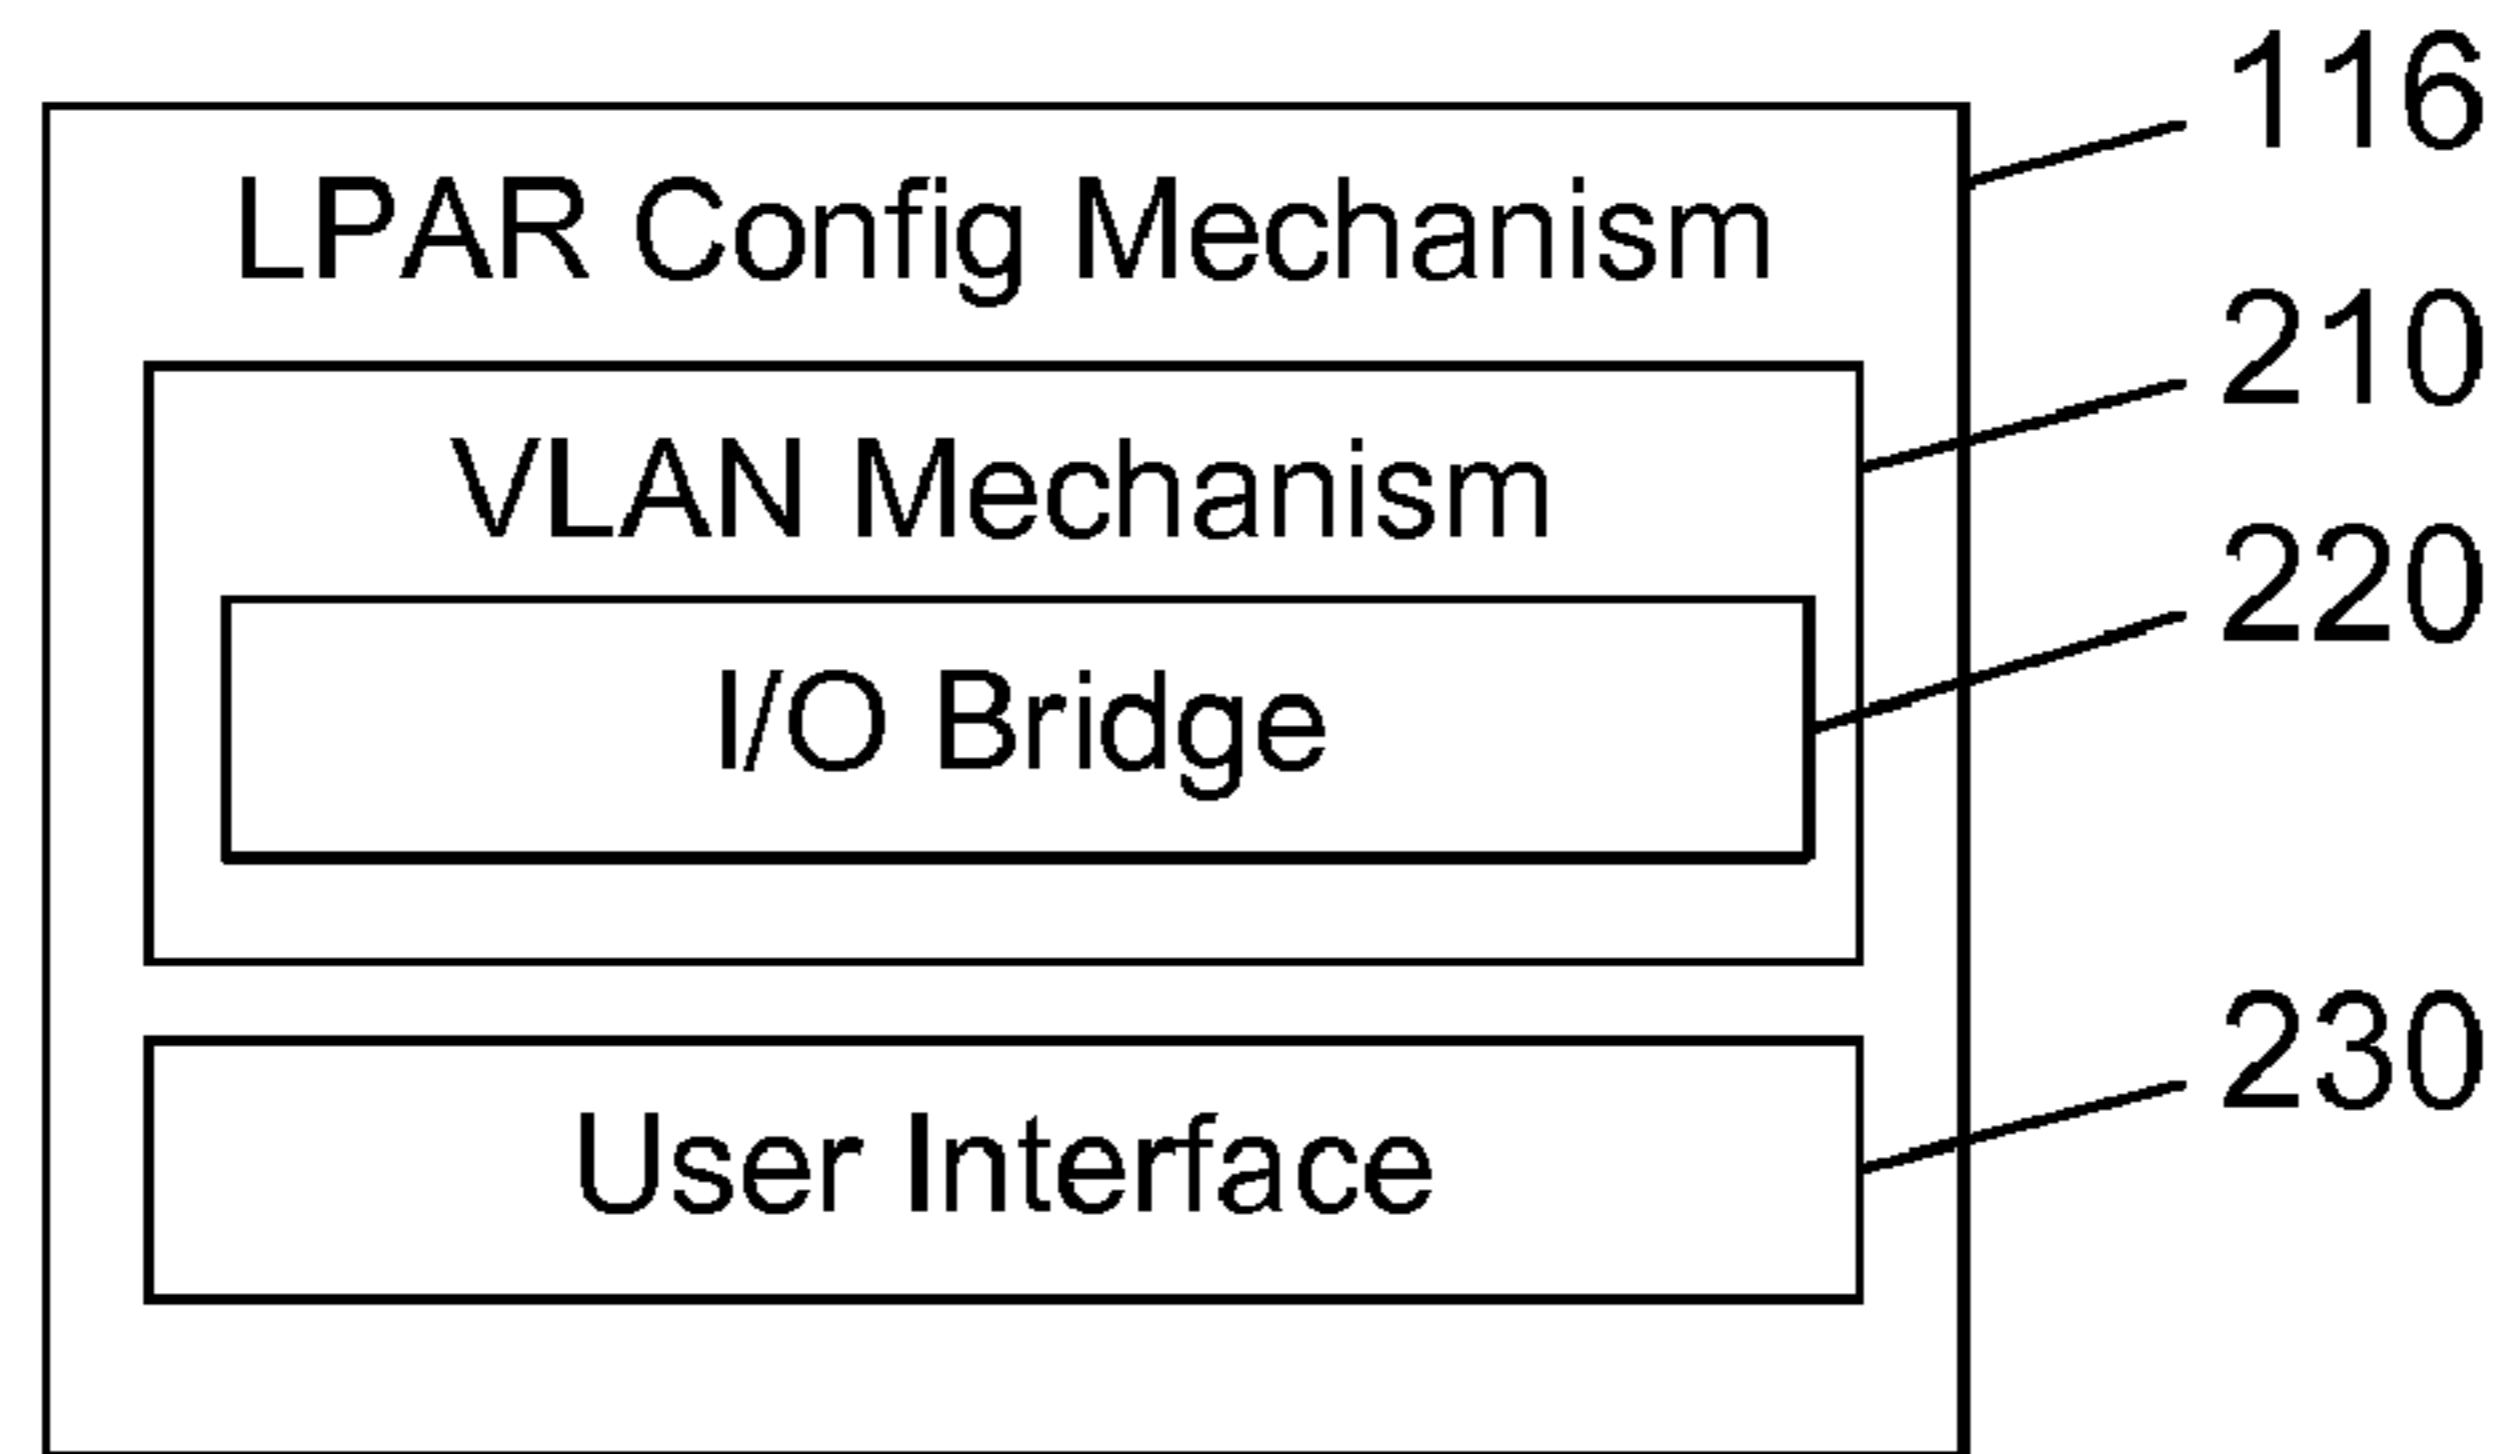 116
LPAR Config Mechanism
210
VLAN Mechanism
220
I/O Bridge
230
User Interface